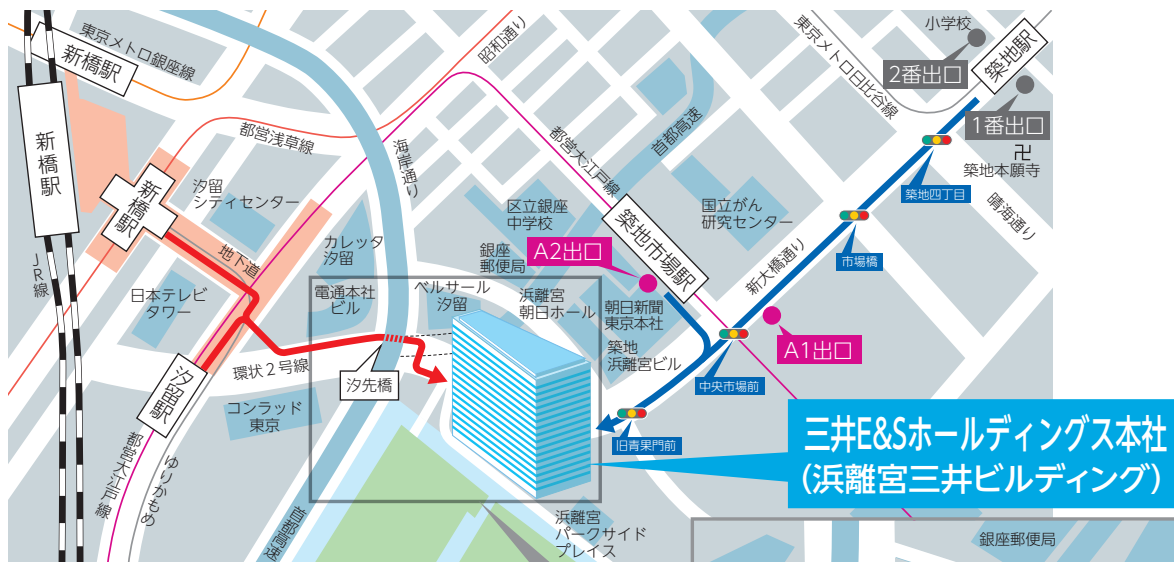 東京メトロ銀座線
新橋駅
新橋駅
新橋駅
JR線
都営浅草線
昭和通り
海岸通り
汐留
シティセンター
地下道
日本テレビ
タワー
カレッタ
汐留
電通本社
ビル
環状2号線
汐留駅
コンラッド
東京
汐先橋
都営大江戸線
ゆりかもめ
首都高速
ベルサール
汐留
区立銀座
中学校
銀座
郵便局
浜離宮
朝日ホール
都営大江戸線
首都高速
A2出口
築地市場駅
国立がん
研究センター
朝日新聞
東京本社
築地
浜離宮ビル
東京メトロ日比谷線
小学校
2番出口
築地駅
1番出口
卍
築地本願寺
築地四丁目
晴海通り
市場橋
新大橋通り
A1出口
中央市場前
旧青果門前
三井E&Sホールディングス本社
(浜離宮三井ビルディング)
浜離宮
パークサイド
プレイス
銀座郵便局